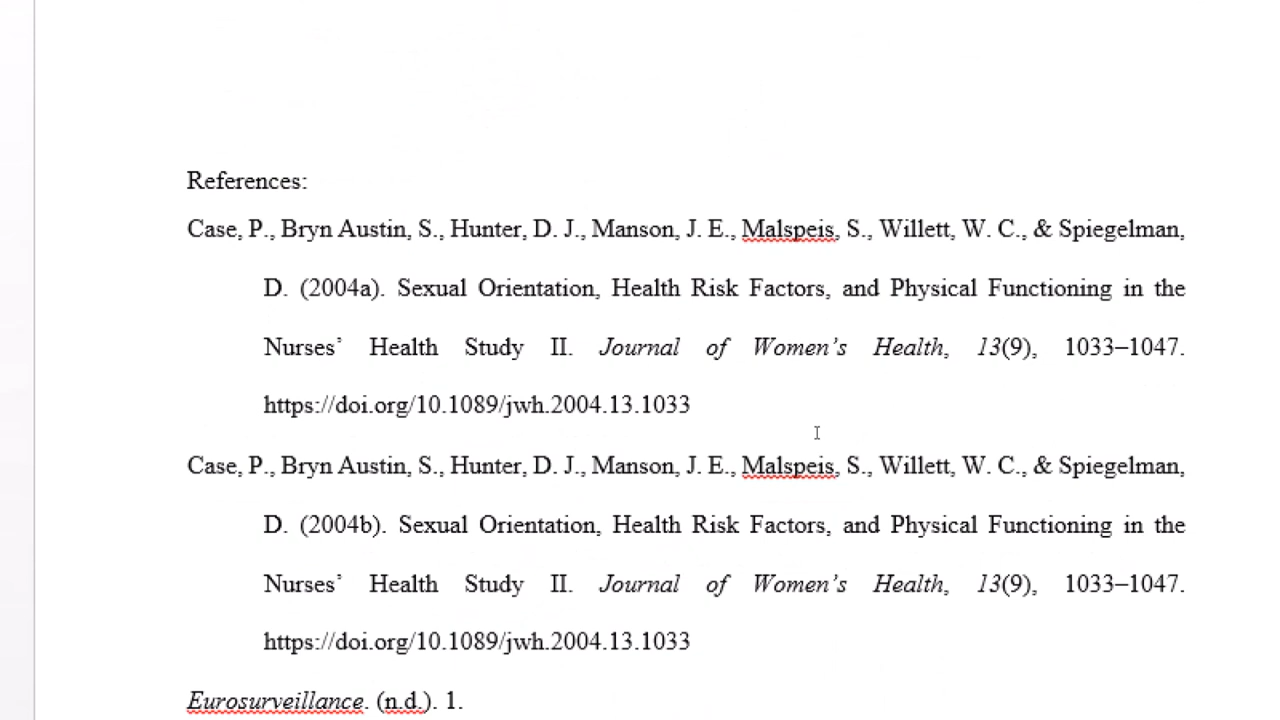 References:
Case, P., Bryn Austin, S., Hunter, D. J., Manson, J. E., Malspeis, S., Willett, W. C., & Spiegelman,
D. (2004a). Sexual Orientation, Health Risk Factors, and Physical Functioning in the
Nurses’ Health Study II. Journal of Women’s Health, 13(9), 1033–1047.
https://doi.org/10.1089/jwh.2004.13.1033
Case, P., Bryn Austin, S., Hunter, D. J., Manson, J. E., Malspeis, S., Willett, W. C., & Spiegelman,
D. (2004b). Sexual Orientation, Health Risk Factors, and Physical Functioning in the
Nurses’ Health Study II. Journal of Women’s Health, 13(9), 1033–1047.
https://doi.org/10.1089/jwh.2004.13.1033
Eurosurveillance. (n.d.). 1.